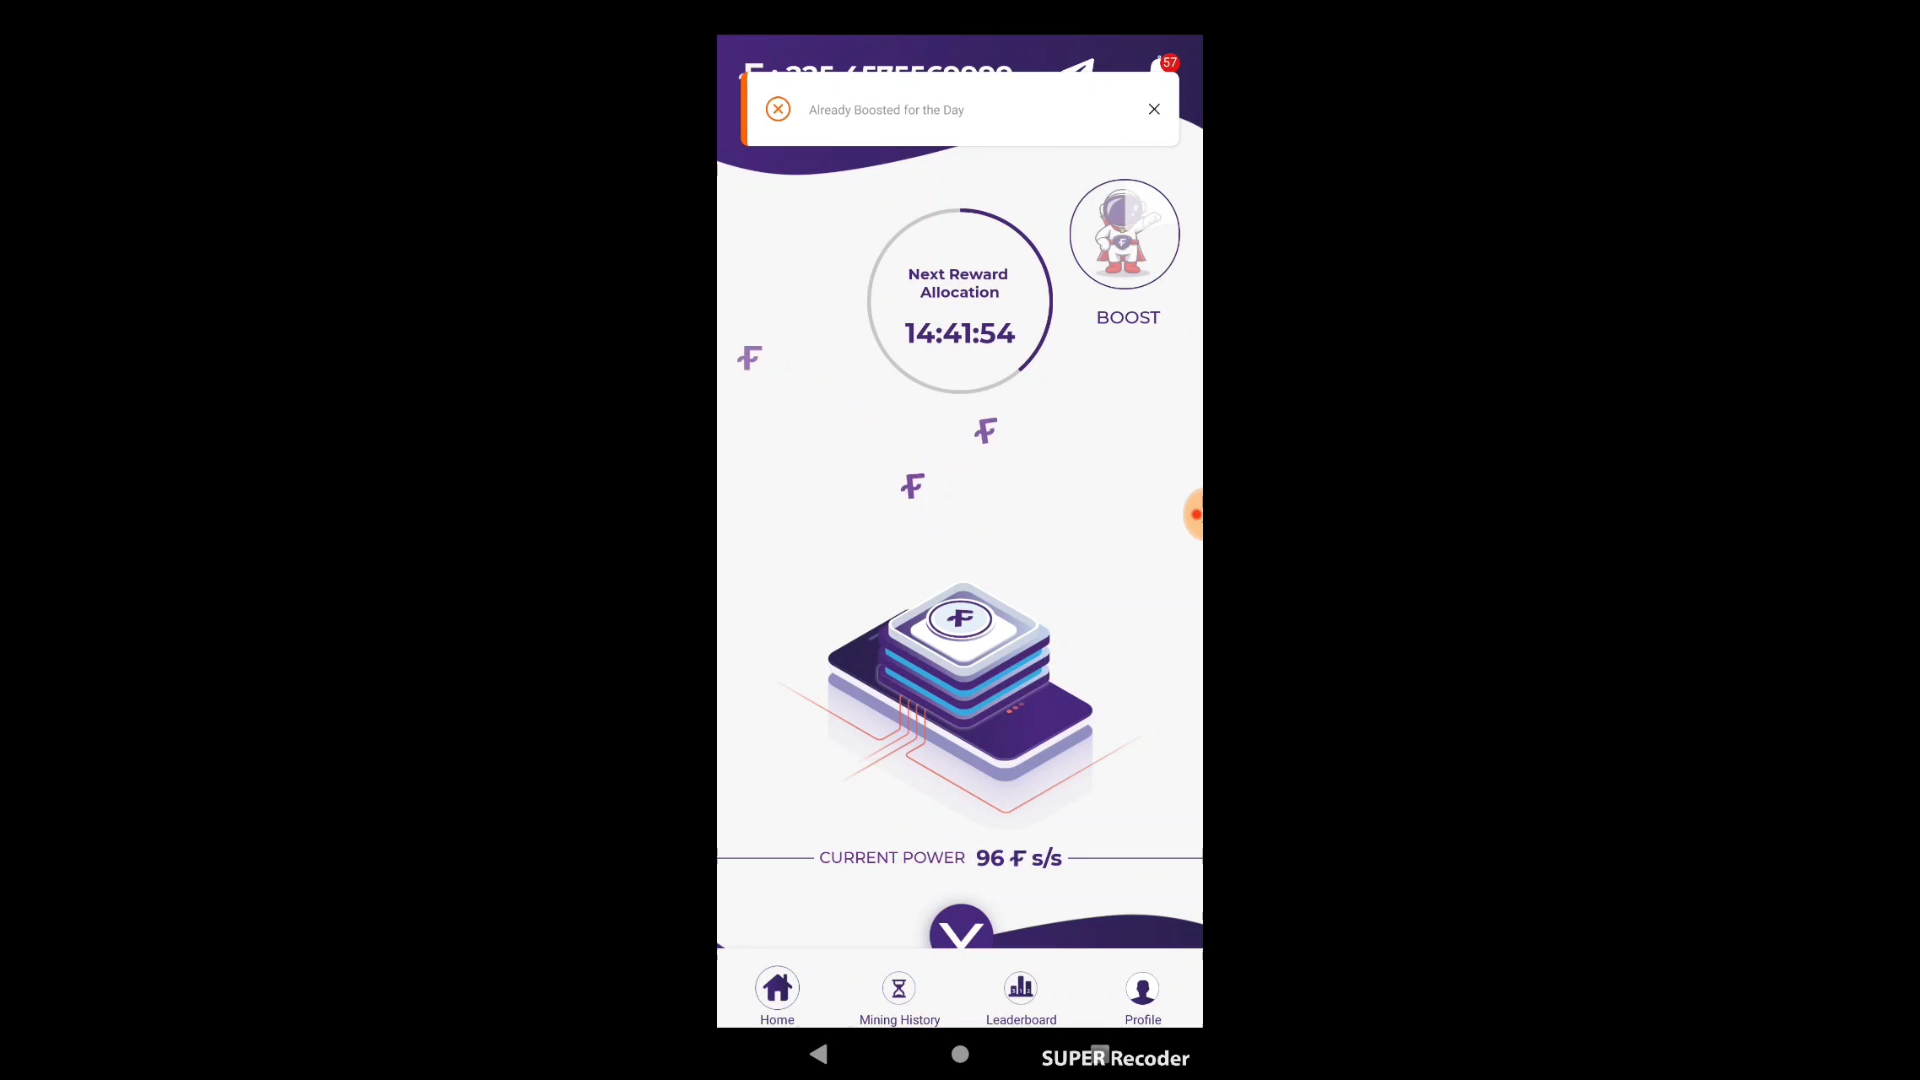 57
Already Boosted for the Day
Next Reward
Allocation
14:41:54
BOOST
CURRENT POWER 96 ₣ s/s
Home
Mining History
Leaderboard
Profile
SUPER Recoder